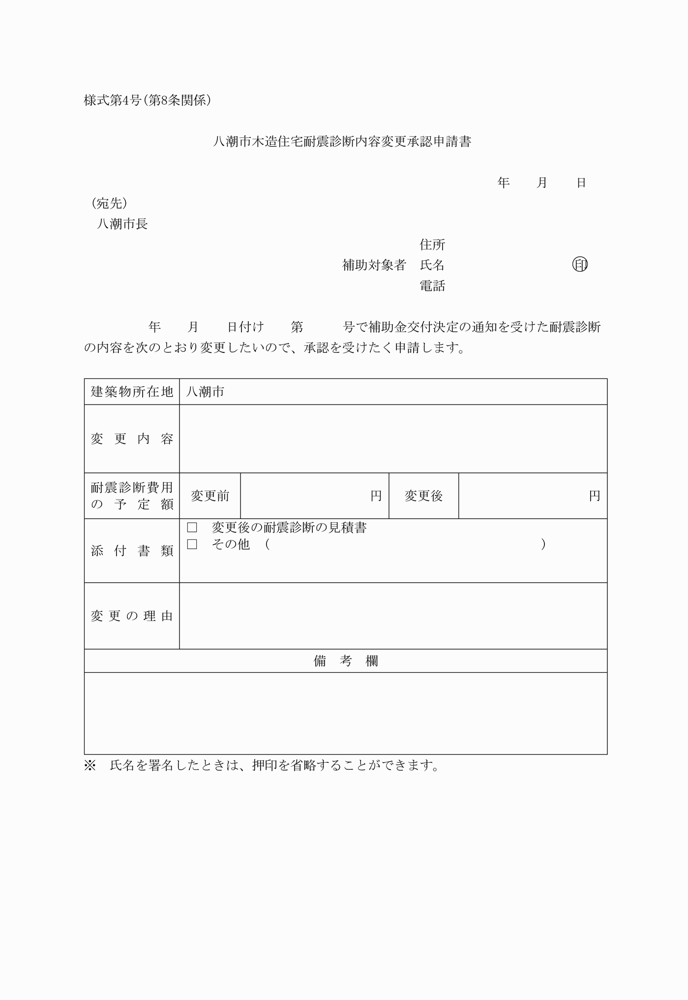 様式第4号(第8条関係)
八潮市木造住宅耐震診断内容変更承認申請書
年　　月　　日
(宛先)
八潮市長
住所
補助対象者　氏名　　　　　　　　　　㊞
電話
年　　月　　日付け　　第　　　号で補助金交付決定の通知を受けた耐震診断
の内容を次のとおり変更したいので、承認を受けたく申請します。
建築物所在地　八潮市
変更内容
耐震診断費用
の予定額
変更前　　　　　　円　変更後　　　　　　円
添付書類
□　変更後の耐震診断の見積書
□　その他　(　　　　　　　　　　　　　　　　　　　　　)
変更の理由
備　考　欄
※　氏名を署名したときは、押印を省略することができます。